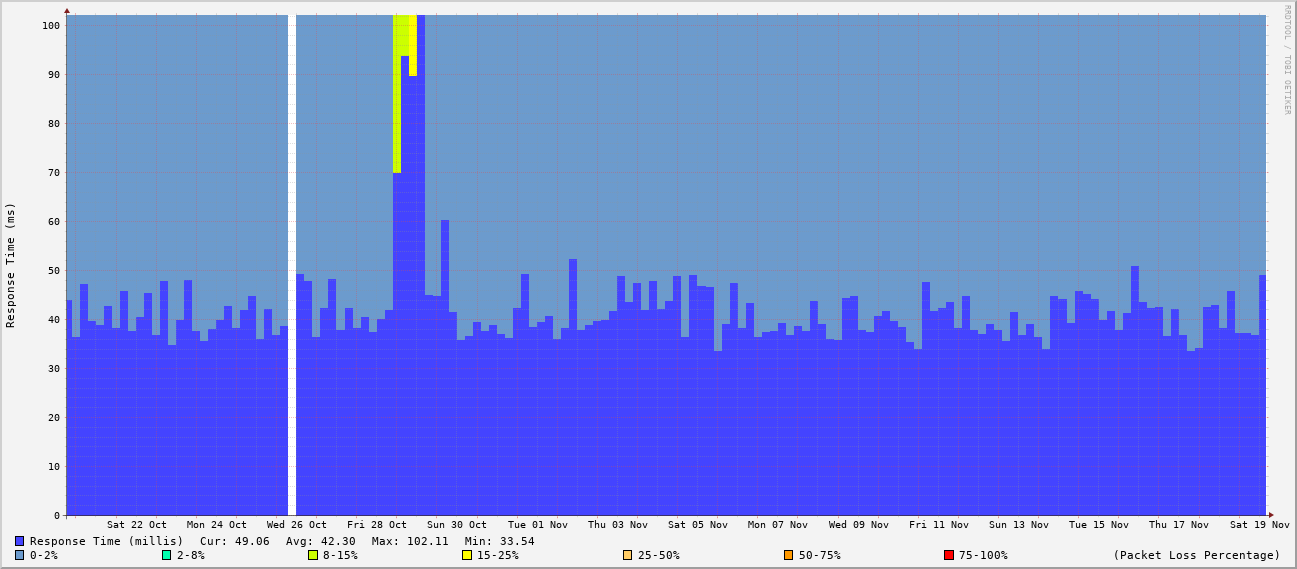 RRDTOOL / TOBI OETIKER
Response Time (ms)
100
90
80
70
60
50
40
30
20
10
0
Sat 22 Oct Mon 24 Oct Wed 26 Oct Fri 28 Oct Sun 30 Oct Tue 01 Nov Thu 03 Nov Sat 05 Nov Mon 07 Nov Wed 09 Nov Fri 11 Nov Sun 13 Nov Tue 15 Nov Thu 17 Nov Sat 19 Nov
Response Time (millis) Cur: 49.06 Avg: 42.30 Max: 102.11 Min: 33.54
0-2% 2-8% 8-15% 15-25% 25-50% 50-75% 75-100% (Packet Loss Percentage)